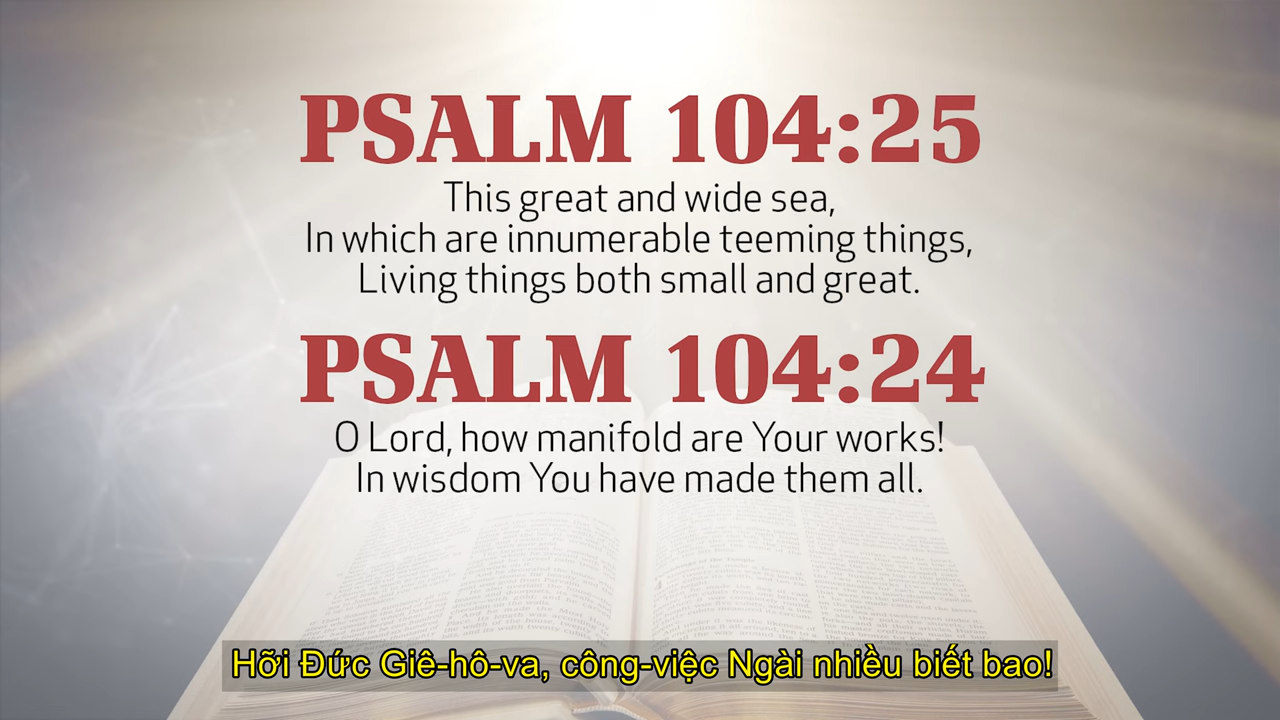 PSALM 104:25
This great and wide sea,
In which are innumerable teeming things,
Living things both small and great.
PSALM 104:24
O Lord, how manifold are Your works!
In wisdom You have made them all.
Hỡi Đức Giê-hô-va, công-việc Ngài nhiều biết bao!